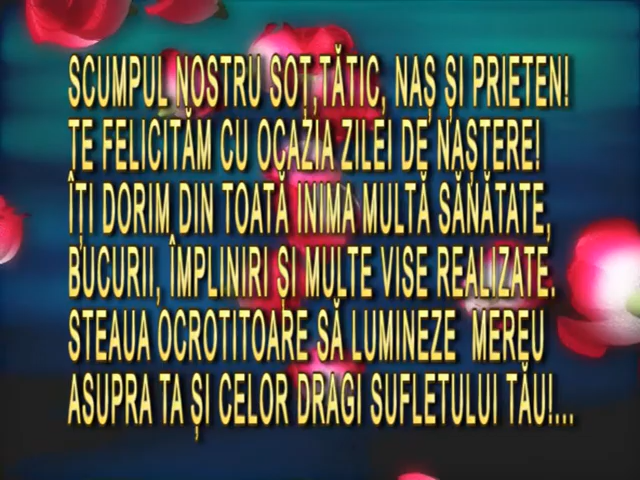 SCUMPUL NOSTRU SOȚ,TĂTIC, NAȘ ȘI PRIETEN!
TE FELICITĂM CU OCAZIA ZILEI DE NAȘTERE!
ÎȚI DORIM DIN TOATĂ INIMA MULTĂ SĂNĂTATE,
BUCURII, ÎMPLINIRI ȘI MULTE VISE REALIZATE.
STEAUA OCROTITOARE SĂ LUMINEZE MEREU
ASUPRA TA ȘI CELOR DRAGI SUFLETULUI TĂU!...